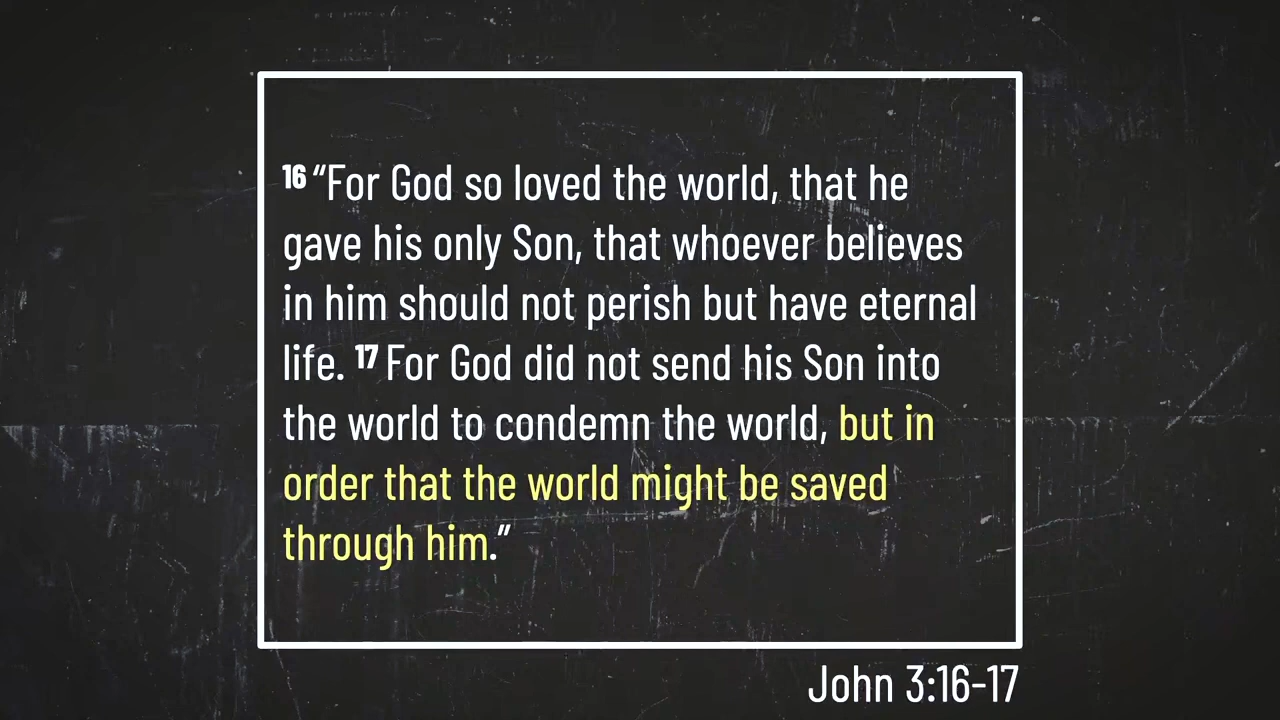 16 “For God so loved the world, that he
gave his only Son, that whoever believes
in him should not perish but have eternal
life. 17 For God did not send his Son into
the world to condemn the world, but in
order that the world might be saved
through him.”
John 3:16-17